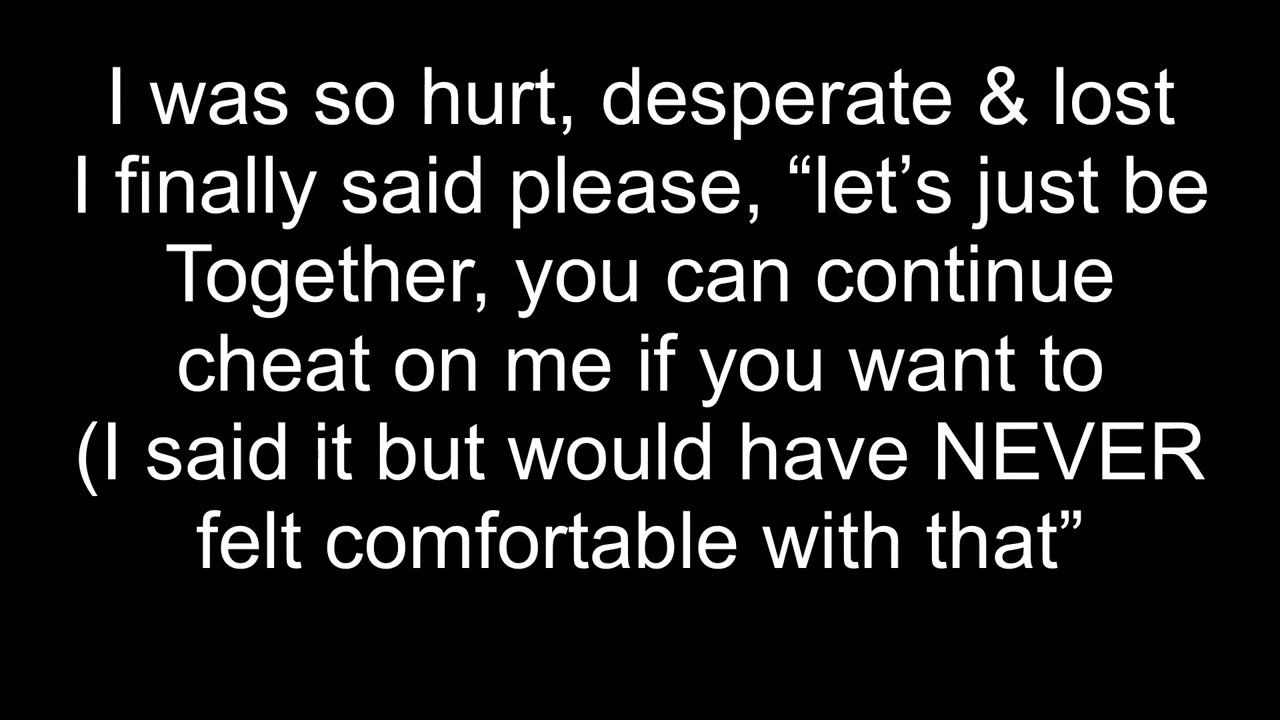 I was so hurt, desperate & lost
I finally said please, “let’s just be
Together, you can continue
cheat on me if you want to
(I said it but would have NEVER
felt comfortable with that”